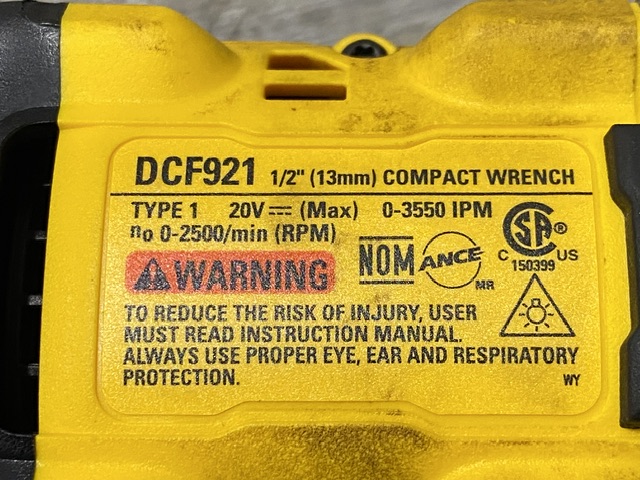 DCF921 1/2" (13mm) COMPACT WRENCH
TYPE 1 20V⎓ (Max) 0-3550 IPM
n₀ 0-2500/min (RPM)
WARNING
NOM ANCE MR
CSA®
C US
150399
TO REDUCE THE RISK OF INJURY, USER
MUST READ INSTRUCTION MANUAL.
ALWAYS USE PROPER EYE, EAR AND RESPIRATORY
PROTECTION.
WY